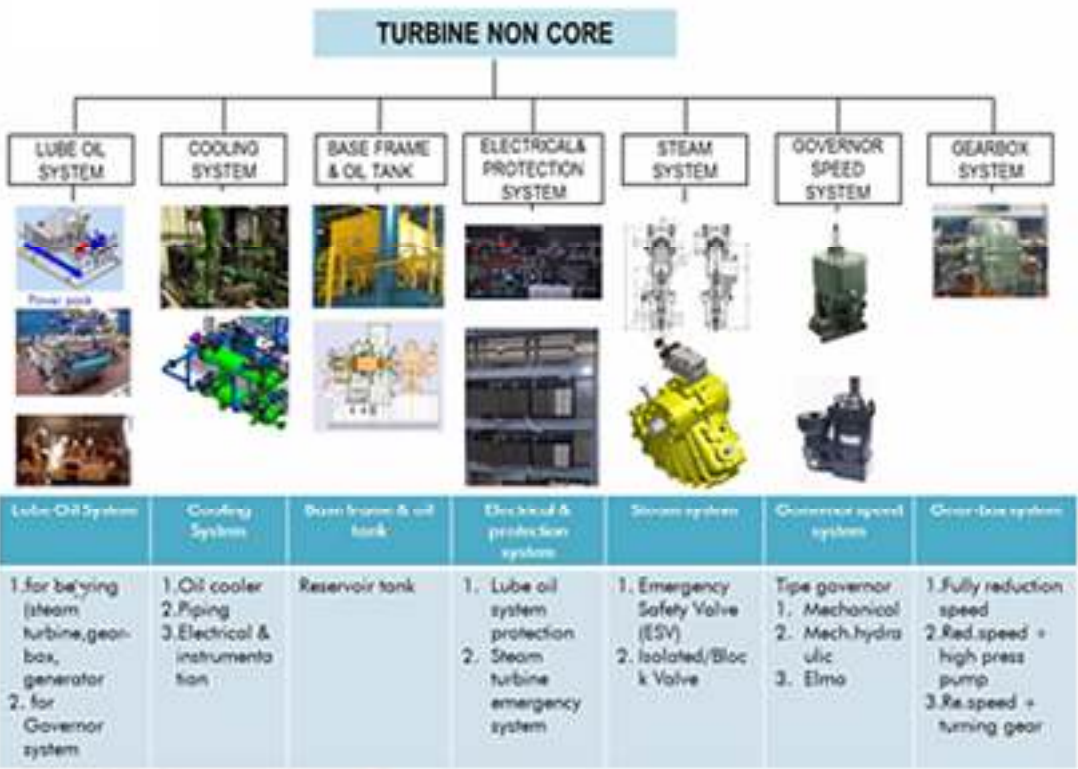 TURBINE NON CORE
LUBE OIL
SYSTEM
COOLING
SYSTEM
BASE FRAME
& OIL TANK
ELECTRICAL&
PROTECTION
SYSTEM
STEAM
SYSTEM
GOVERNOR
SPEED
SYSTEM
GEARBOX
SYSTEM
Power pack
Lube Oil System
Cooling
System
Base frame & oil
tank
Electrical &
protection
system
Steam system
Governor speed
system
Gear-box system
1.for
(steam
turbine,gear-
box,
generator
2. for
Governor
system
1.Oil cooler
2.Piping
3.Electrical &
instrumenta
tion
Reservoir tank
1. Lube oil
system
protection
2. Steam
turbine
emergency
system
1. Emergency
Safety Valve
(ESV)
2. Isolated/Bloc
k Valve
Tipe governor
1. Mechanical
2. Mech.hydra
ulic
3. Elmo
1.Fully reduction
speed
2.Red.speed +
high press
pump
3.Re.speed +
turning gear